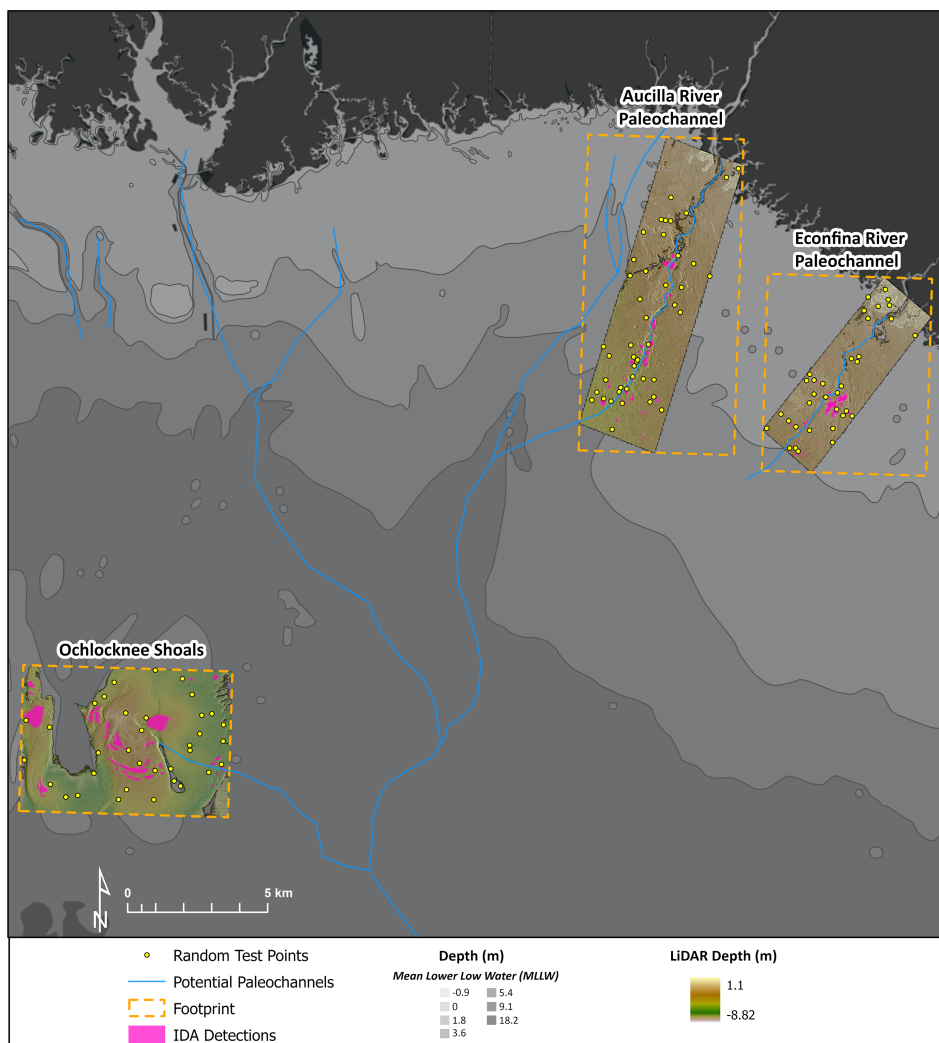 Aucilla River
Paleochannel
Econfina River
Paleochannel
Ochlocknee Shoals
N
0 5 km
Random Test Points
Potential Paleochannels
Footprint
IDA Detections
Depth (m)
Mean Lower Low Water (MLLW)
-0.9 5.4
0 9.1
1.8 18.2
3.6
LiDAR Depth (m)
1.1
-8.82